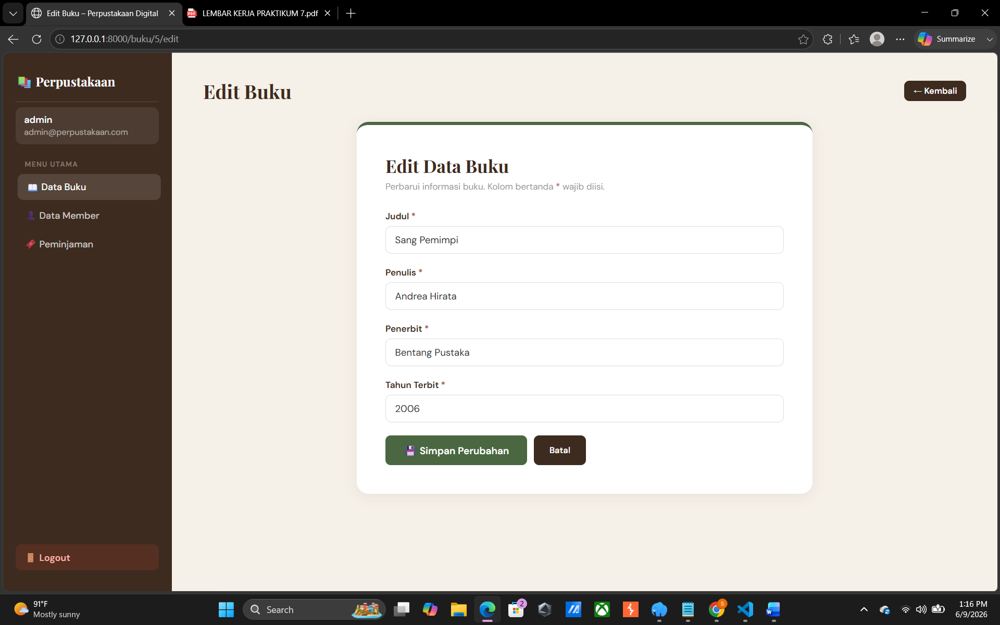 Edit Buku – Perpustakaan Digital
LEMBAR KERJA PRAKTIKUM 7.pdf
127.0.0.1:8000/buku/5/edit
Summarize
Perpustakaan
admin
admin@perpustakaan.com
MENU UTAMA
Data Buku
Data Member
Peminjaman
Logout
Edit Buku
← Kembali
Edit Data Buku
Perbarui informasi buku. Kolom bertanda * wajib diisi.
Judul *
Sang Pemimpi
Penulis *
Andrea Hirata
Penerbit *
Bentang Pustaka
Tahun Terbit *
2006
Simpan Perubahan
Batal
91°F
Mostly sunny
Search
2
S
1:16 PM
6/9/2026